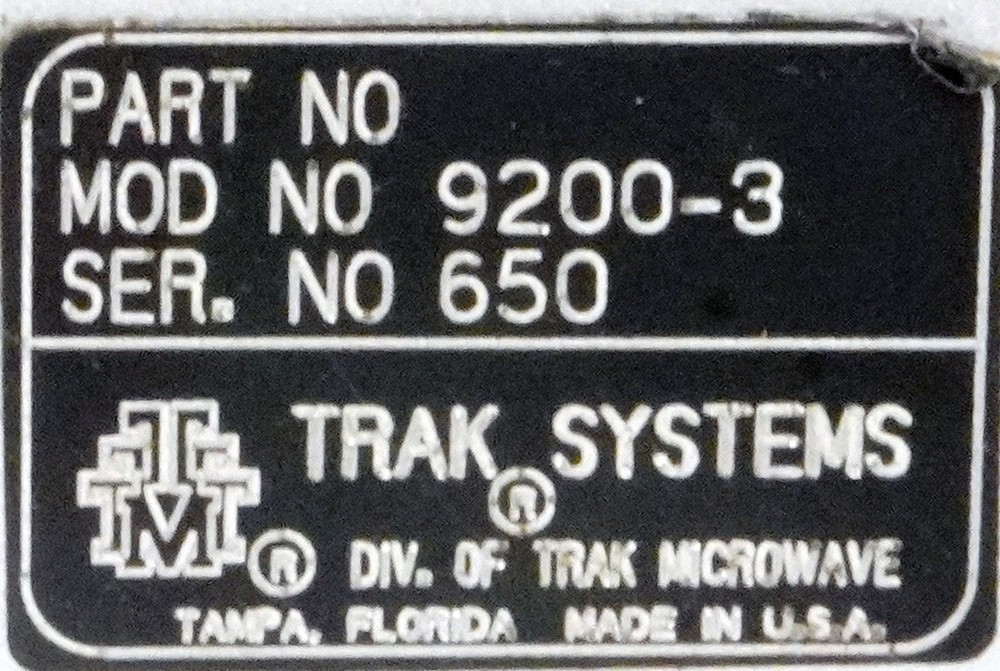 PART NO
MOD NO 9200-3
SER. NO 650
TRAK® SYSTEMS
TM ® DIV. OF TRAK MICROWAVE
TAMPA, FLORIDA MADE IN U.S.A.